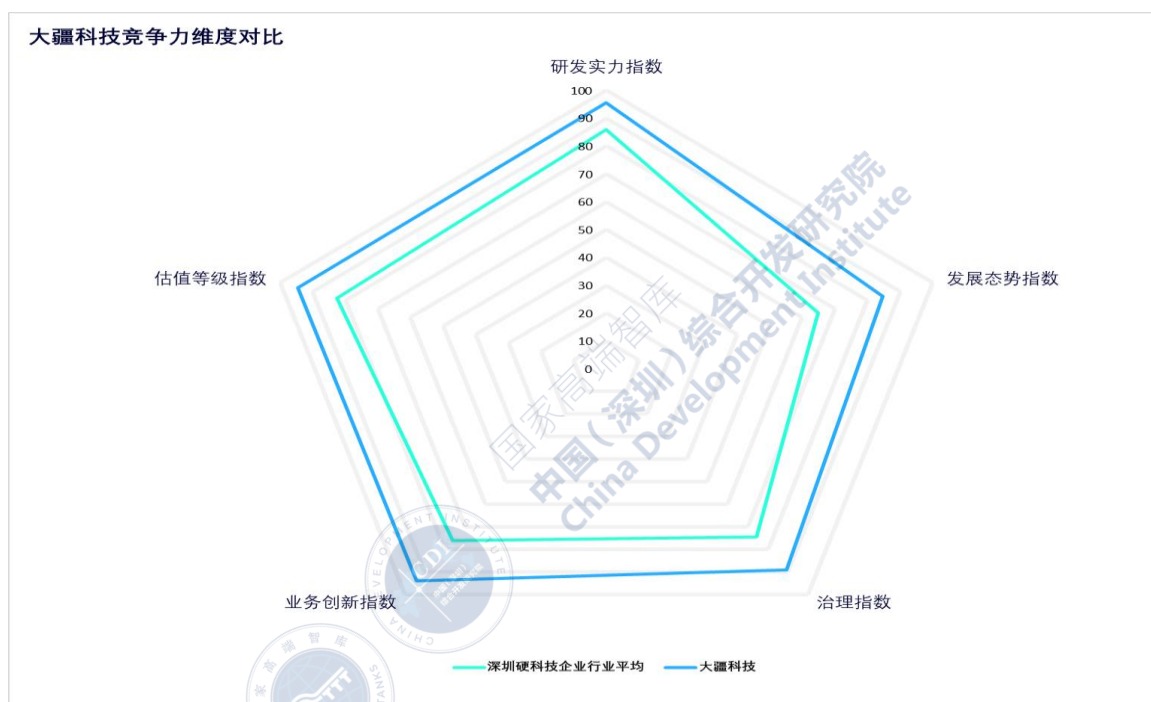 大疆科技竞争力维度对比
研发实力指数
100
90
80
70
60
50
40
30
20
10
0
估值等级指数
发展态势指数
业务创新指数
治理指数
深圳硬科技企业行业平均
大疆科技
国家高端智库
中国（深圳）综合开发研究院
China Development Institute
CDI